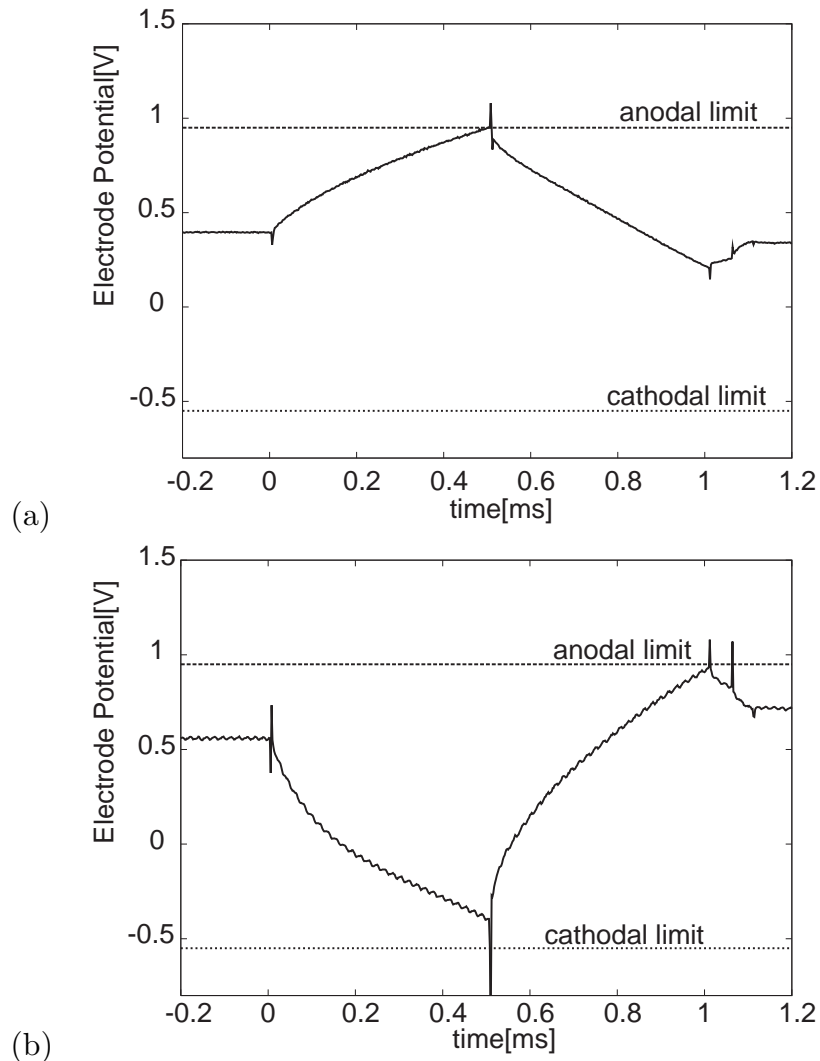 1.5
1
0.5
0
-0.5
Electrode Potential[V]
anodal limit
cathodal limit
-0.2 0 0.2 0.4 0.6 0.8 1 1.2
time[ms]
(a)
1.5
1
0.5
0
-0.5
Electrode Potential[V]
anodal limit
cathodal limit
-0.2 0 0.2 0.4 0.6 0.8 1 1.2
time[ms]
(b)